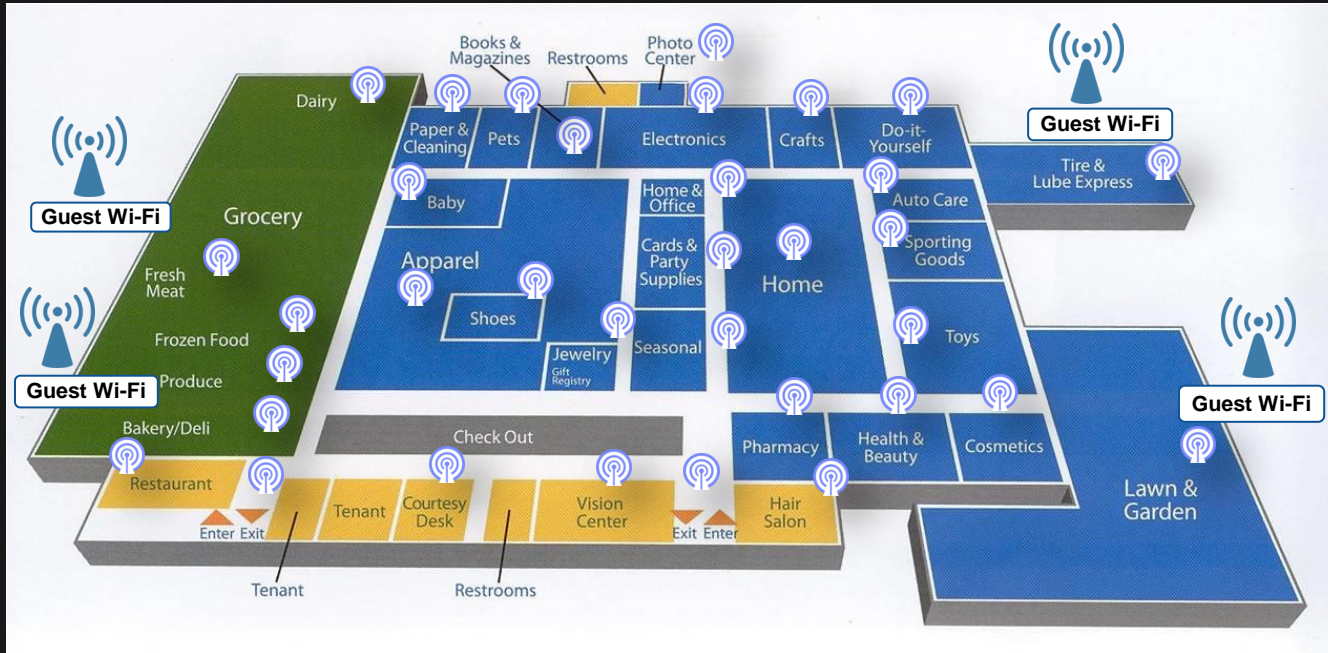 Books &
Magazines
Restrooms
Photo
Center
Guest Wi-Fi
Dairy
Paper &
Cleaning
Pets
Electronics
Crafts
Do-it-
Yourself
Tire &
Lube Express
Guest Wi-Fi
Grocery
Baby
Home &
Office
Auto Care
Fresh
Meat
Apparel
Cards &
Party
Supplies
Home
Sporting
Goods
Frozen Food
Shoes
Seasonal
Toys
Jewelry
Gift
Registry
Guest Wi-Fi
Produce
Guest Wi-Fi
Bakery/Deli
Check Out
Pharmacy
Health &
Beauty
Cosmetics
Restaurant
Tenant
Courtesy
Desk
Vision
Center
Hair
Salon
Lawn &
Garden
Enter Exit
Exit Enter
Tenant
Restrooms